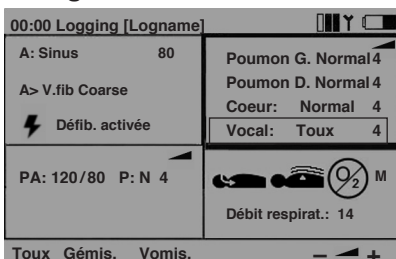 00:00 Logging [Logname]
A: Sinus 80
A> V.fib Coarse
Défib. activée
Poumon G. Normal 4
Poumon D. Normal 4
Coeur: Normal 4
Vocal: Toux 4
PA: 120/80 P: N 4
O2 M
Débit respirat.: 14
Toux Gémis. Vomis. − +